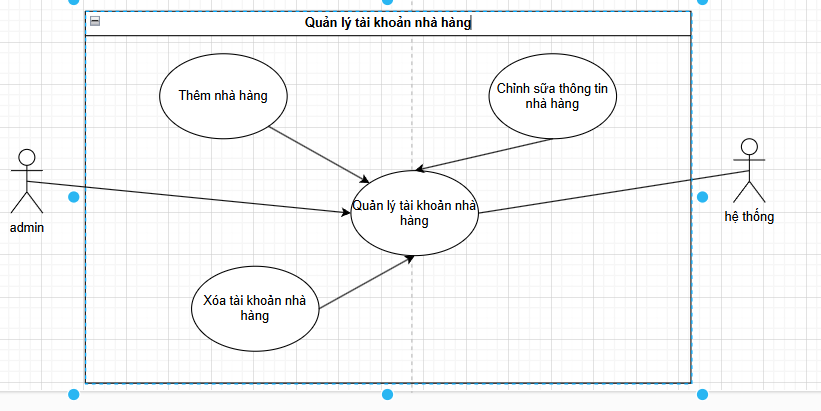 Quản lý tài khoản nhà hàng
Thêm nhà hàng
Chỉnh sữa thông tin
nhà hàng
Quản lý tài khoản nhà
hàng
admin
hệ thống
Xóa tài khoản nhà
hàng